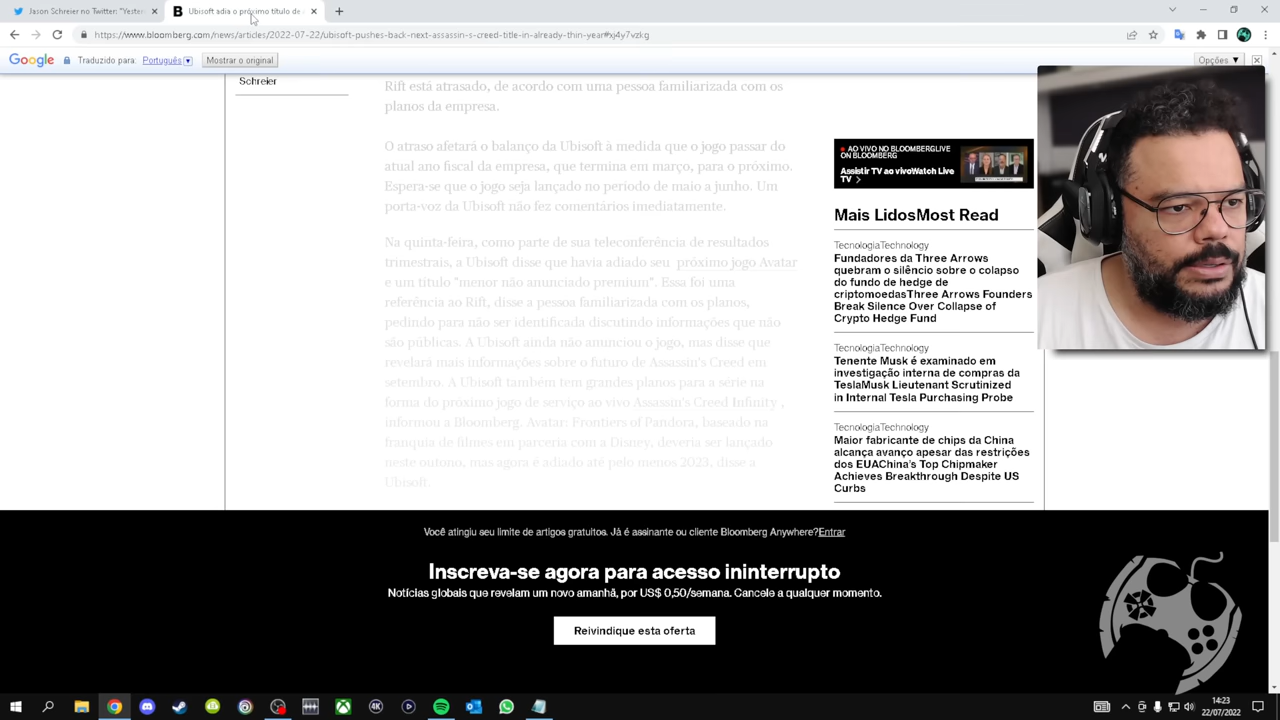 Jason Schreier no Twitter: "Yester
Ubisoft adia o próximo título de
https://www.bloomberg.com/news/articles/2022-07-22/ubisoft-pushes-back-next-assassin-s-creed-title-in-already-thin-year#xj4y7vzkg
Google Traduzido para: Português Mostrar o original Opções
Schreier
Rift está atrasado, de acordo com uma pessoa familiarizada com os
planos da empresa.
O atraso afetará o balanço da Ubisoft à medida que o jogo passar do
atual ano fiscal da empresa, que termina em março, para o próximo.
Espera-se que o jogo seja lançado no período de maio a junho. Um
porta-voz da Ubisoft não fez comentários imediatamente.
Na quinta-feira, como parte de sua teleconferência de resultados
trimestrais, a Ubisoft disse que havia adiado seu próximo jogo Avatar
e um título "menor não anunciado premium". Essa foi uma
referência ao Rift, disse a pessoa familiarizada com os planos,
pedindo para não ser identificada discutindo informações que não
são públicas. A Ubisoft ainda não anunciou o jogo, mas disse que
revelará mais informações sobre o futuro de Assassin's Creed em
setembro. A Ubisoft também tem grandes planos para a série na
forma do próximo jogo de serviço ao vivo Assassin's Creed Infinity ,
informou a Bloomberg. Avatar: Frontiers of Pandora, baseado na
franquia de filmes em parceria com a Disney, deveria ser lançado
neste outono, mas agora é adiado até pelo menos 2023, disse a
Ubisoft.
AO VIVO NO BLOOMBERGLIVE
ON BLOOMBERG
Assistir TV ao vivoWatch Live
TV
Mais LidosMost Read
TecnologiaTechnology
Fundadores da Three Arrows
quebram o silêncio sobre o colapso
do fundo de hedge de
criptomoedasThree Arrows Founders
Break Silence Over Collapse of
Crypto Hedge Fund
TecnologiaTechnology
Tenente Musk é examinado em
investigação interna de compras da
TeslaMusk Lieutenant Scrutinized
in Internal Tesla Purchasing Probe
TecnologiaTechnology
Maior fabricante de chips da China
alcança avanço apesar das restrições
dos EUAChina's Top Chipmaker
Achieves Breakthrough Despite US
Curbs
Você atingiu seu limite de artigos gratuitos. Já é assinante ou cliente Bloomberg Anywhere?Entrar
Inscreva-se agora para acesso ininterrupto
Notícias globais que revelam um novo amanhã, por US$ 0,50/semana. Cancele a qualquer momento.
Reivindique esta oferta
4K
14:23
22/07/2022